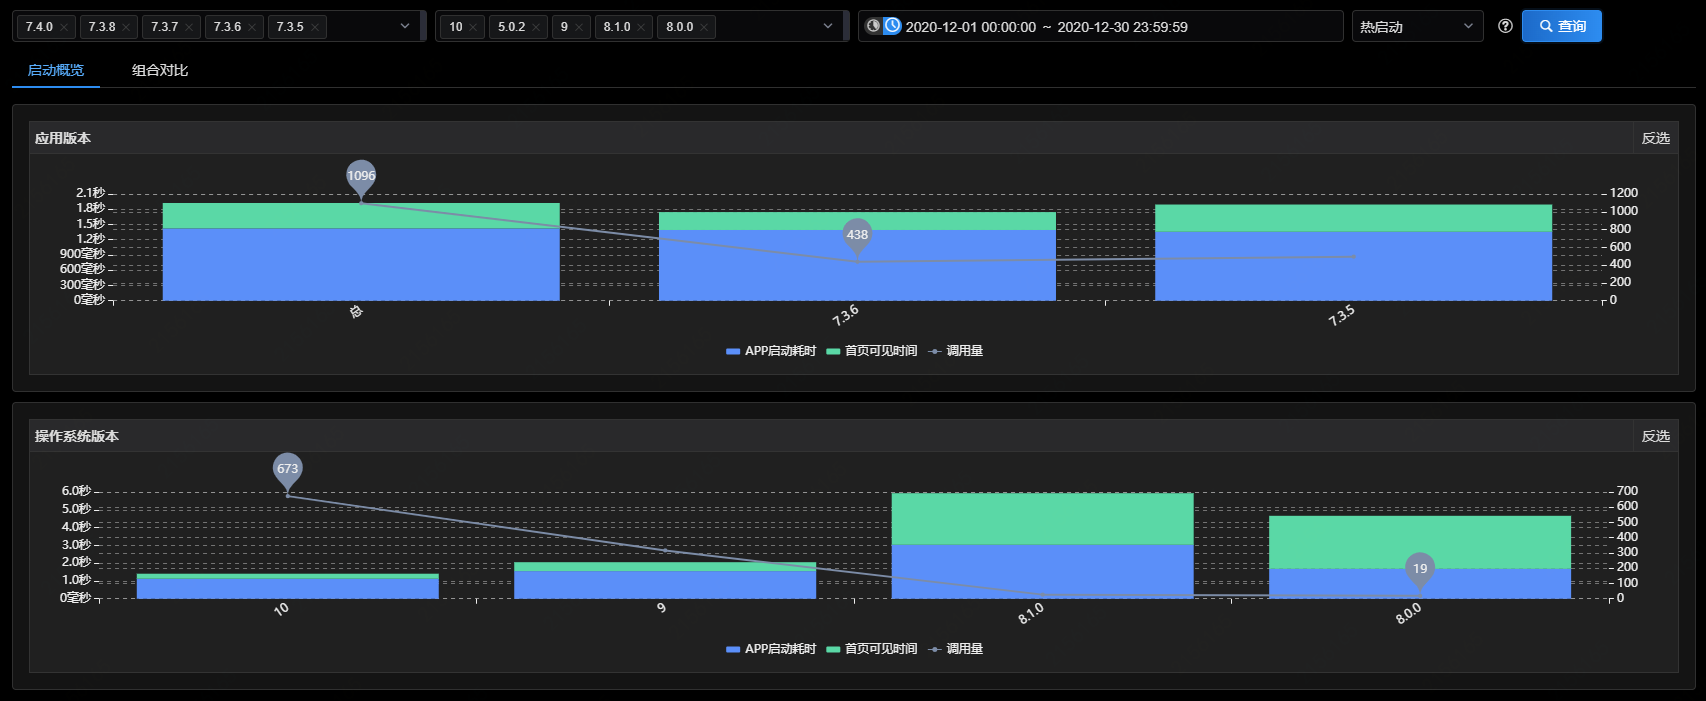 7.4.0 × 7.3.8 × 7.3.7 × 7.3.6 × 7.3.5 × 10 × 5.0.2 × 9 × 8.1.0 × 8.0.0 × 2020-12-01 00:00:00 ~ 2020-12-30 23:59:59 热启动 查询
启动概览 组合对比
应用版本 反选
1096
438
2.1秒
1.8秒
1.5秒
1.2秒
900毫秒
600毫秒
300毫秒
0毫秒
1200
1000
800
600
400
200
0
总 7.3.6 7.3.5
APP启动耗时 首页可见时间 调用量
操作系统版本 反选
673
19
6.0秒
5.0秒
4.0秒
3.0秒
2.0秒
1.0秒
0毫秒
700
600
500
400
300
200
100
0
10 9 8.1.0 8.0.0
APP启动耗时 首页可见时间 调用量